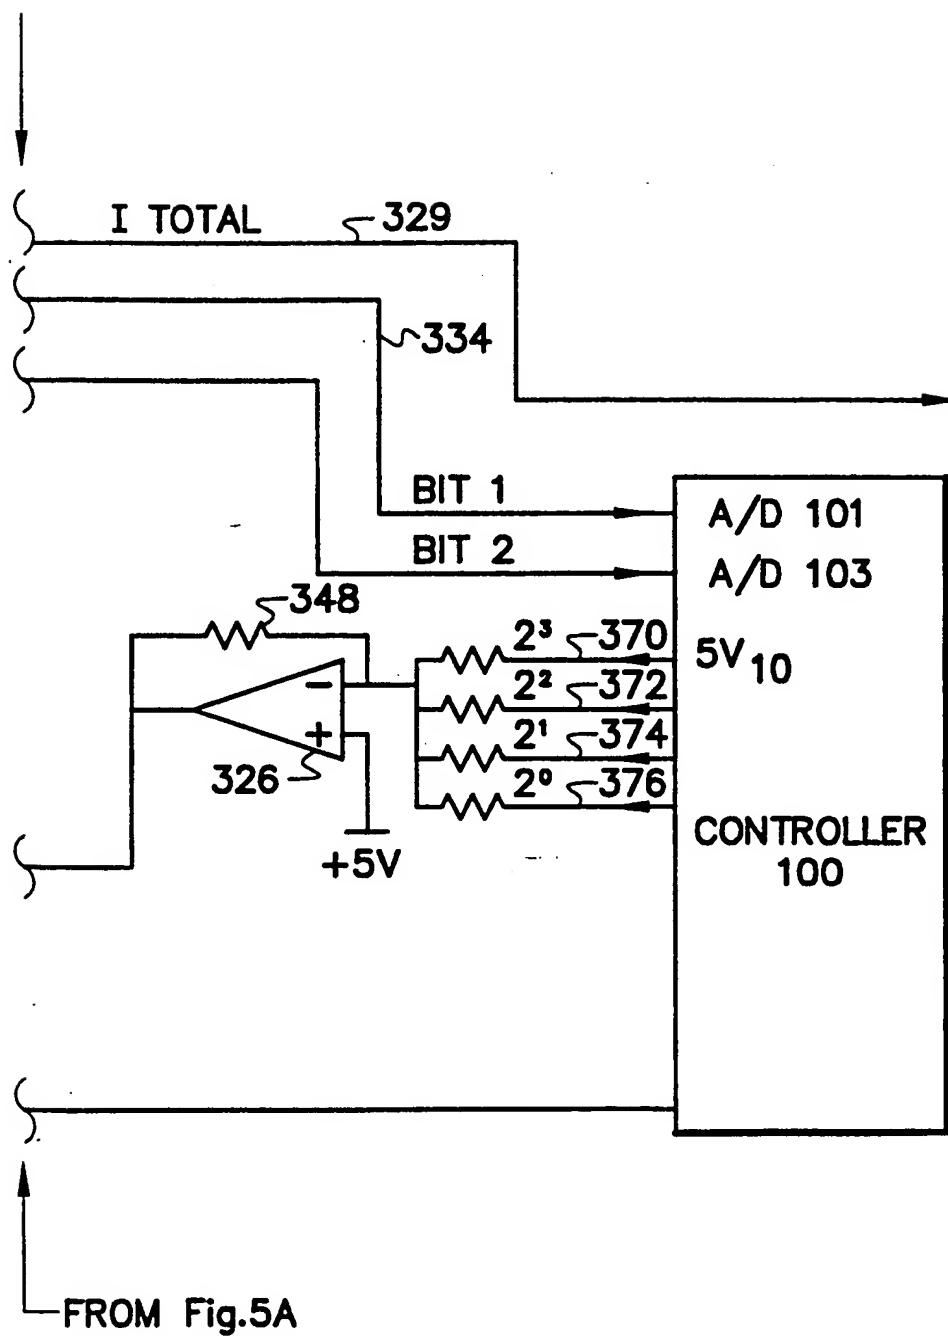 I TOTAL
329
334
BIT 1
A/D 101
BIT 2
A/D 103
348
2³
370
5V10
2²
372
−
2¹
374
+
326
2⁰
376
+5V
CONTROLLER
100
FROM Fig.5A